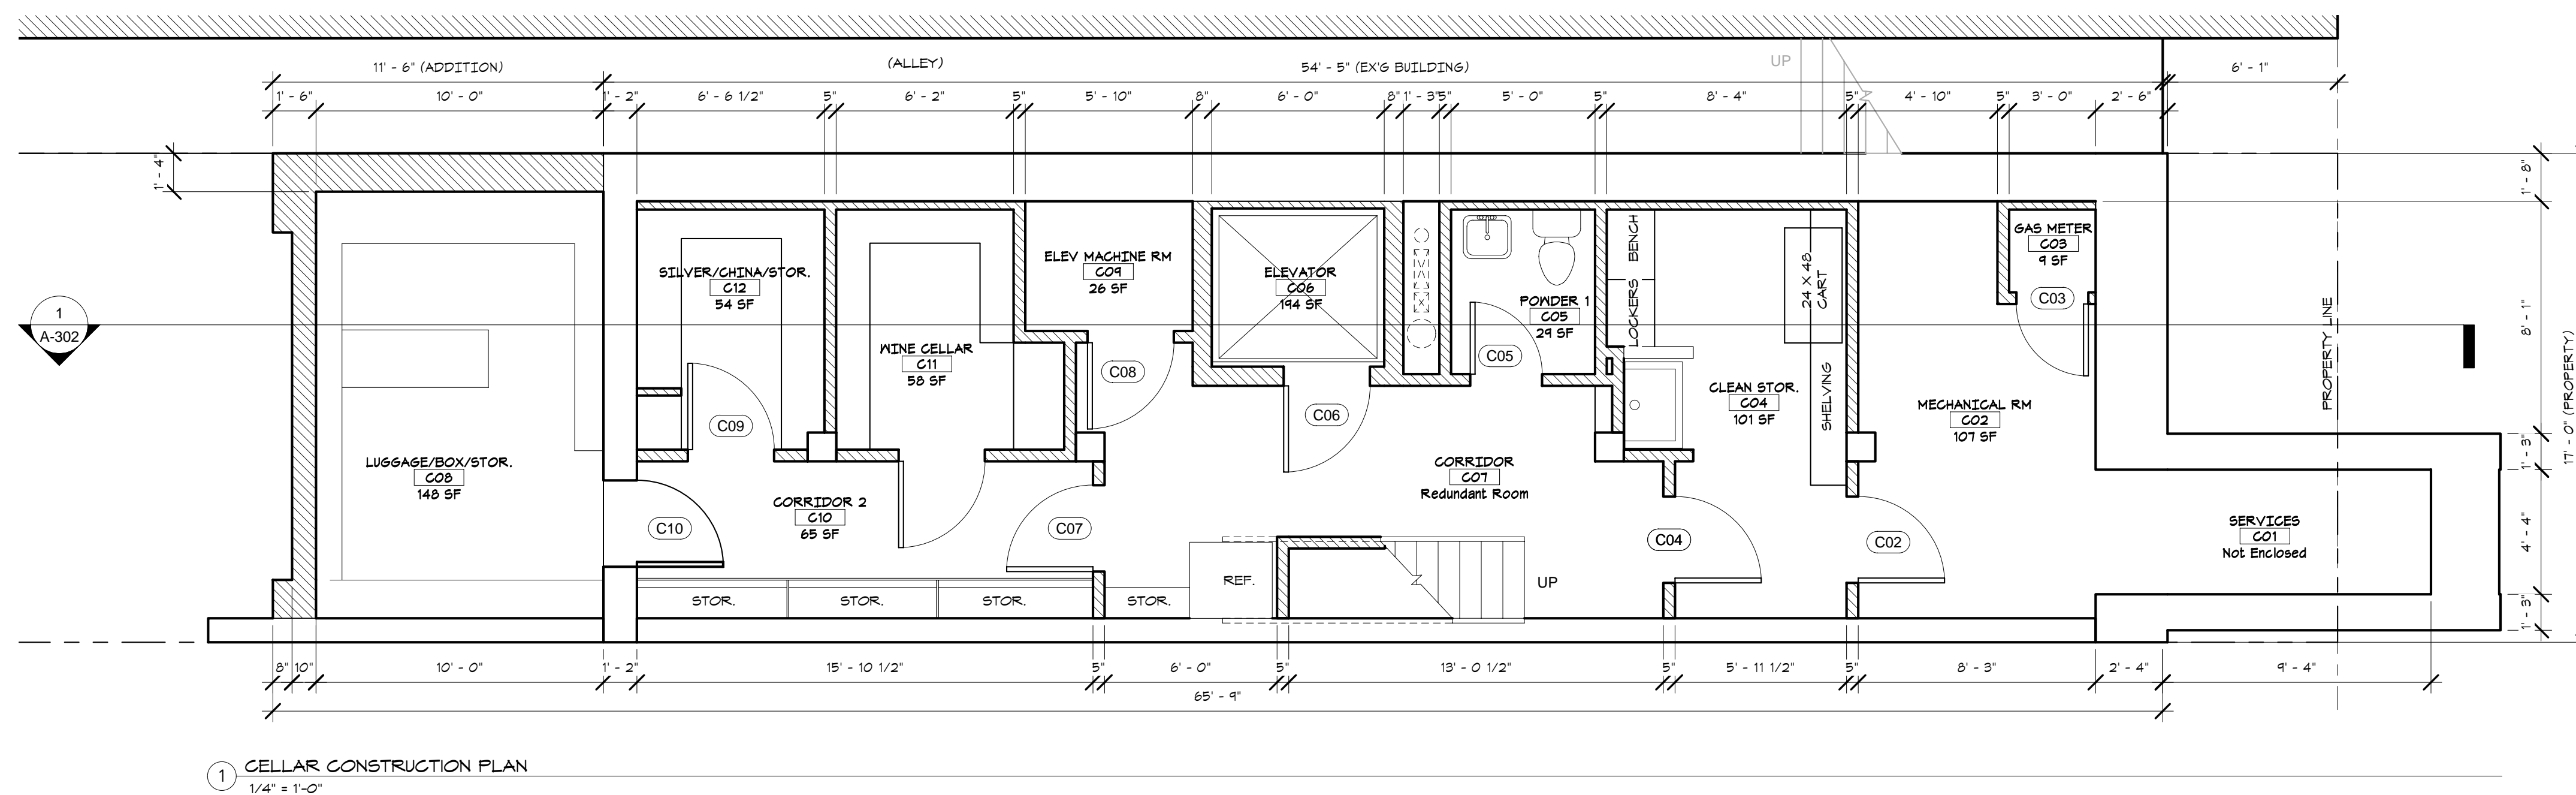 UP
11' - 6" (ADDITION)
(ALLEY)
54' - 5" (EX'G BUILDING)
6' - 1"
1' - 6"
10' - 0"
1' - 2"
6' - 6 1/2"
5"
6' - 2"
5"
5' - 10"
8"
6' - 0"
8"
1' - 3"
5"
5' - 0"
5"
8' - 4"
5"
4' - 10"
5"
3' - 0"
2' - 6"
1' - 4"
1' - 8"
8' - 1"
1' - 3"
4' - 4"
1' - 3"
17' - 0" (PROPERTY)
PROPERTY LINE
1
A-302
SILVER/CHINA/STOR.
C12
54 SF
WINE CELLAR
C11
58 SF
ELEV MACHINE RM
C09
26 SF
ELEVATOR
C06
194 SF
POWDER 1
C05
29 SF
BENCH
LOCKERS
24 X 48
CART
SHELVING
CLEAN STOR.
C04
101 SF
MECHANICAL RM
C02
107 SF
GAS METER
C03
9 SF
C03
C08
C05
C06
C09
LUGGAGE/BOX/STOR.
C08
148 SF
CORRIDOR 2
C10
65 SF
CORRIDOR
C07
Redundant Room
SERVICES
C01
Not Enclosed
C10
C07
C04
C02
REF.
UP
STOR.
STOR.
STOR.
STOR.
8"
10"
10' - 0"
1' - 2"
15' - 10 1/2"
5"
6' - 0"
5"
13' - 0 1/2"
5"
5' - 11 1/2"
5"
8' - 3"
2' - 4"
9' - 4"
65' - 9"
1
CELLAR CONSTRUCTION PLAN
1/4" = 1'-0"